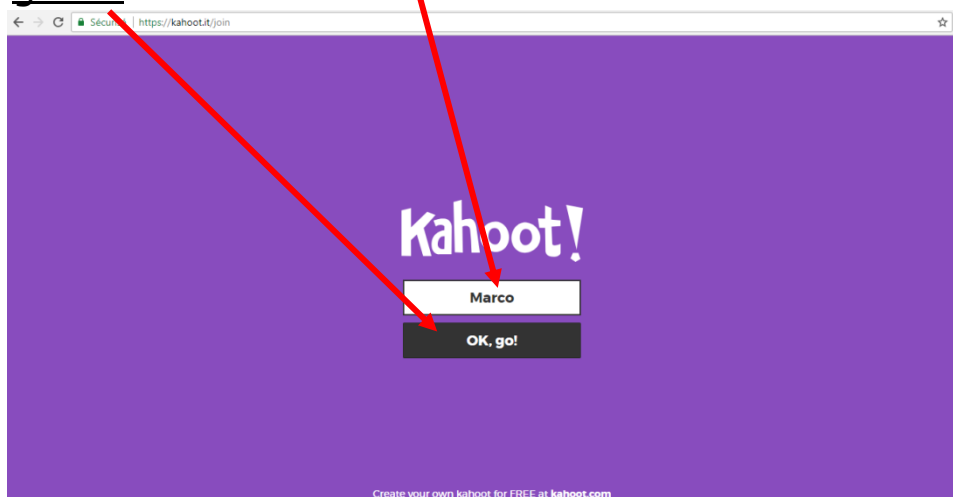 Sécurisé | https://kahoot.it/join
Kahoot!
Marco
OK, go!
Create your own kahoot for FREE at kahoot.com